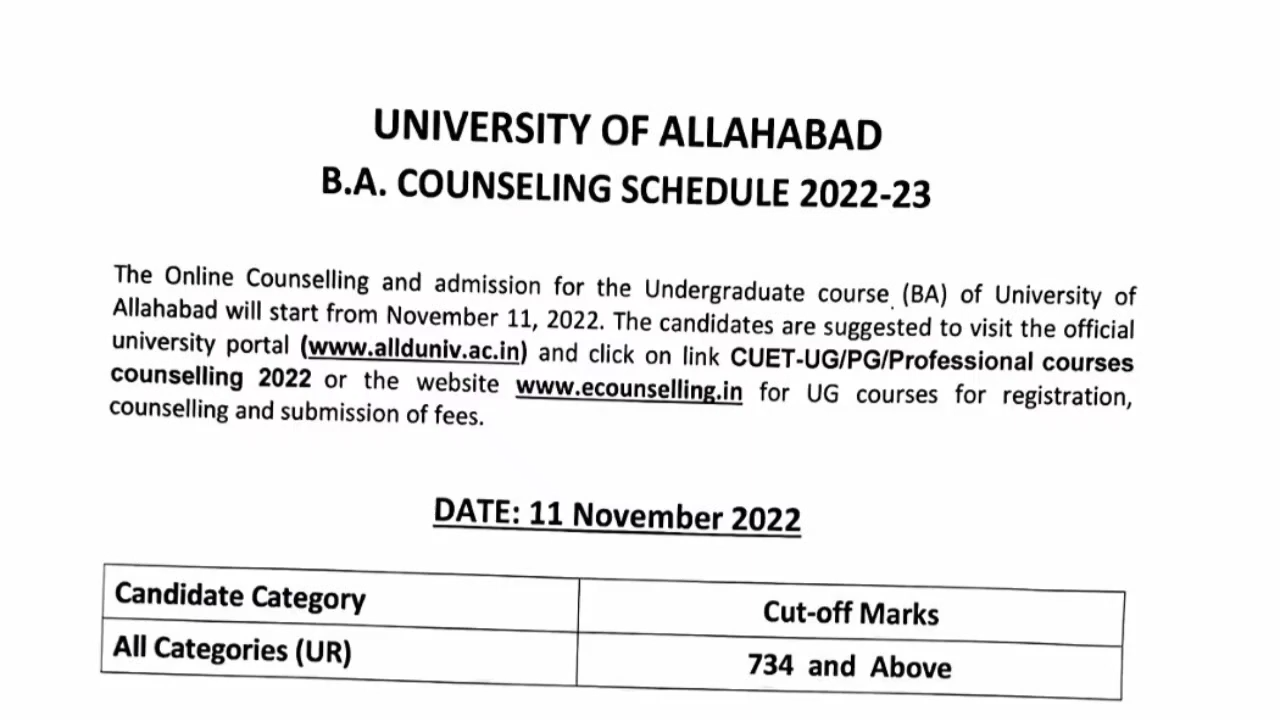 UNIVERSITY OF ALLAHABAD
B.A. COUNSELING SCHEDULE 2022-23
The Online Counselling and admission for the Undergraduate course (BA) of University of
Allahabad will start from November 11, 2022. The candidates are suggested to visit the official
university portal (www.allduniv.ac.in) and click on link CUET-UG/PG/Professional courses
counselling 2022 or the website www.ecounselling.in for UG courses for registration,
counselling and submission of fees.
DATE: 11 November 2022
Candidate Category Cut-off Marks
All Categories (UR) 734 and Above